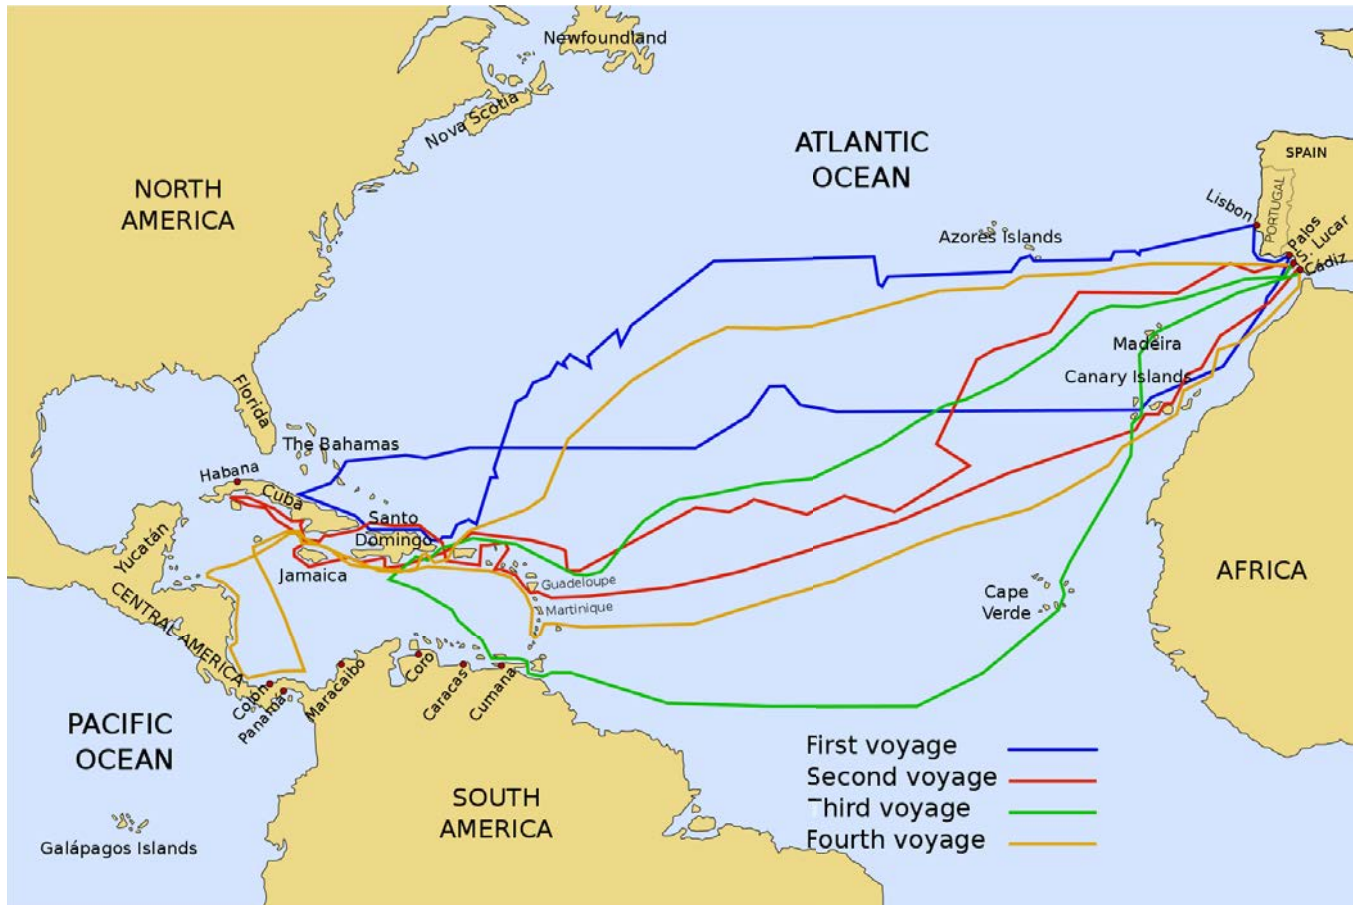 Newfoundland
Nova Scotia
ATLANTIC
OCEAN
SPAIN
PORTUGAL
Lisbon
Palos
S. Lucar
Cádiz
NORTH
AMERICA
Azores Islands
Madeira
Canary Islands
Florida
The Bahamas
Habana
Cuba
Santo
Domingo
Yucatán
Jamaica
Guadeloupe
Martinique
Cape
Verde
AFRICA
CENTRAL AMERICA
Colón
Panamá
Maracaibo
Coro
Caracas
Cumana
PACIFIC
OCEAN
SOUTH
AMERICA
Galápagos Islands
First voyage
Second voyage
Third voyage
Fourth voyage